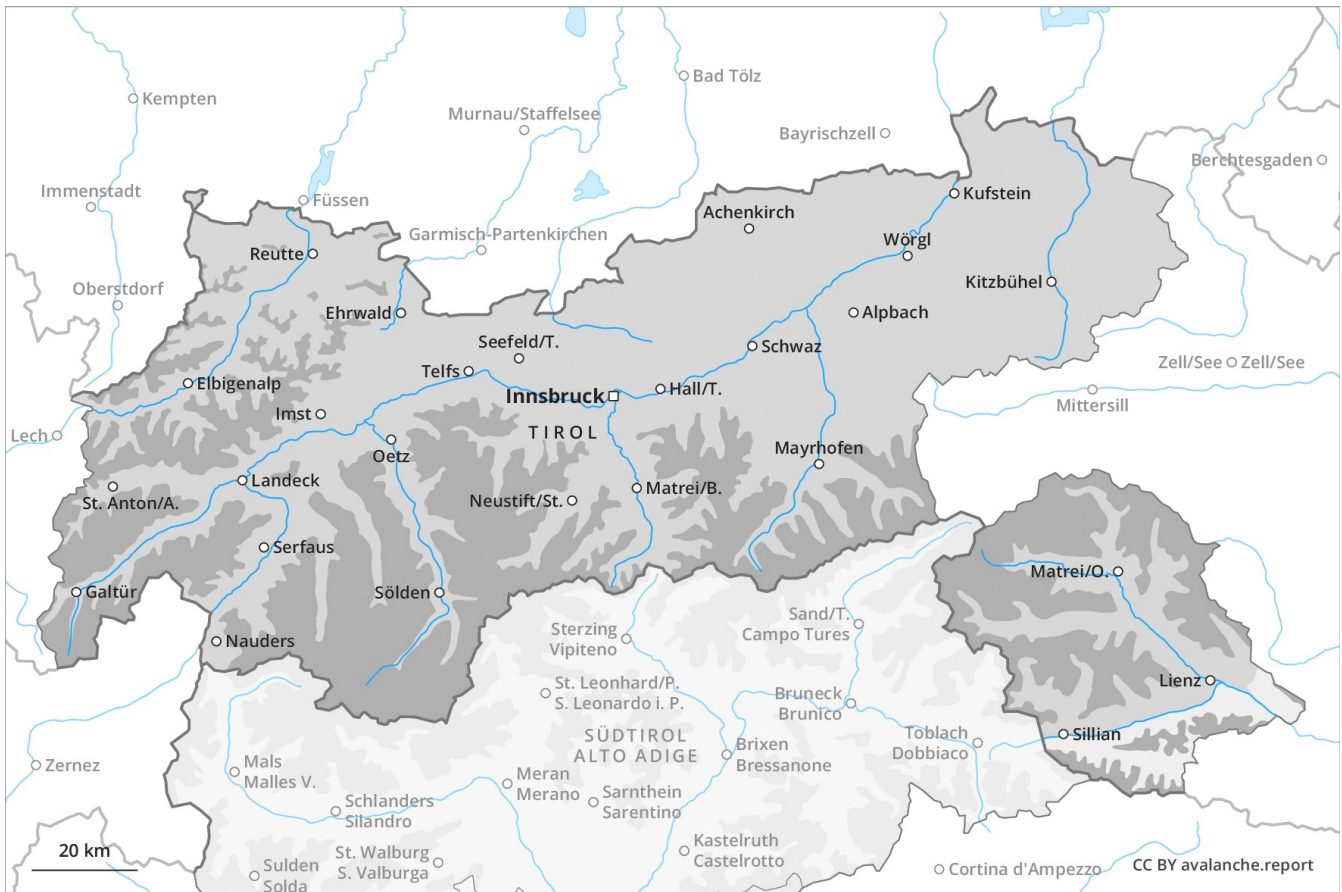 Bad Tölz
Kempten
Murnau/Staffelsee
Bayrischzell
Berchtesgaden
Immenstadt
Füssen
Kufstein
Achenkirch
Garmisch-Partenkirchen
Wörgl
Reutte
Kitzbühel
Oberstdorf
Ehrwald
Alpbach
Seefeld/T.
Schwaz
Zell/See
Zell/See
Telfs
Elbigenalp
Hall/T.
Innsbruck
Mittersill
Imst
TIROL
Lech
Oetz
Mayrhofen
Landeck
Matrei/B.
St. Anton/A.
Neustift/St.
Serfaus
Matrei/O.
Galtür
Sölden
Sand/T.
Campo Tures
Sterzing
Vipiteno
Nauders
Lienz
St. Leonhard/P.
S. Leonardo i. P.
Bruneck
Brunico
SÜDTIROL
ALTO ADIGE
Toblach
Dobbiaco
Sillian
Brixen
Bressanone
Zernez
Mals
Malles V.
Meran
Merano
Sarnthein
Sarentino
Schlanders
Silandro
Kastelruth
Castelrotto
20 km
St. Walburg
S. Valburga
Sulden
Solda
Cortina d'Ampezzo
CC BY avalanche.report